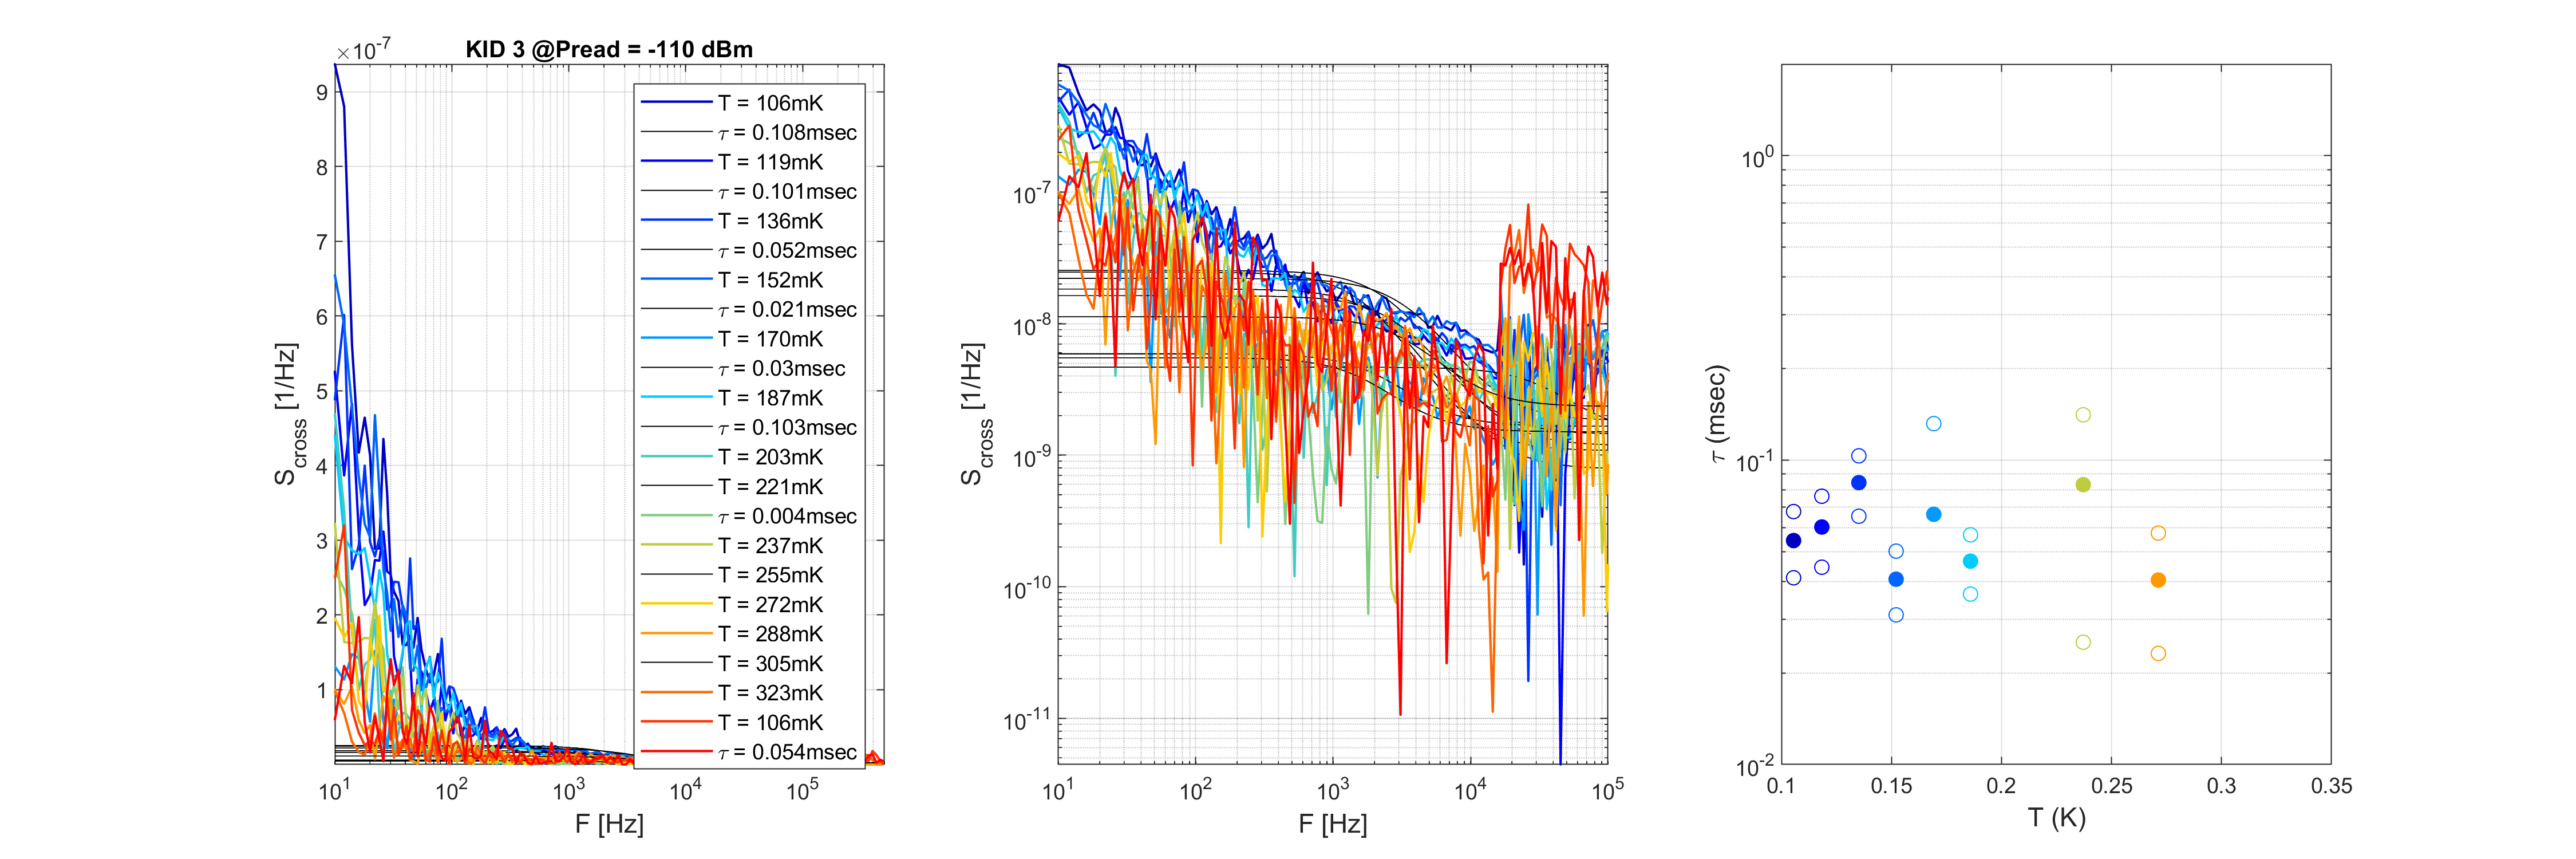 KID 3 @Pread = -110 dBm
×10⁻⁷
9
8
7
6
5
4
3
2
1
S_cross [1/Hz]
10¹ 10² 10³ 10⁴ 10⁵
F [Hz]
T = 106mK
τ = 0.108msec
T = 119mK
τ = 0.101msec
T = 136mK
τ = 0.052msec
T = 152mK
τ = 0.021msec
T = 170mK
τ = 0.03msec
T = 187mK
τ = 0.103msec
T = 203mK
T = 221mK
τ = 0.004msec
T = 237mK
T = 255mK
T = 272mK
T = 288mK
T = 305mK
T = 323mK
T = 106mK
τ = 0.054msec
10⁻⁷
10⁻⁸
10⁻⁹
10⁻¹⁰
10⁻¹¹
S_cross [1/Hz]
10¹ 10² 10³ 10⁴ 10⁵
F [Hz]
10⁰
10⁻¹
10⁻²
τ (msec)
0.1 0.15 0.2 0.25 0.3 0.35
T (K)